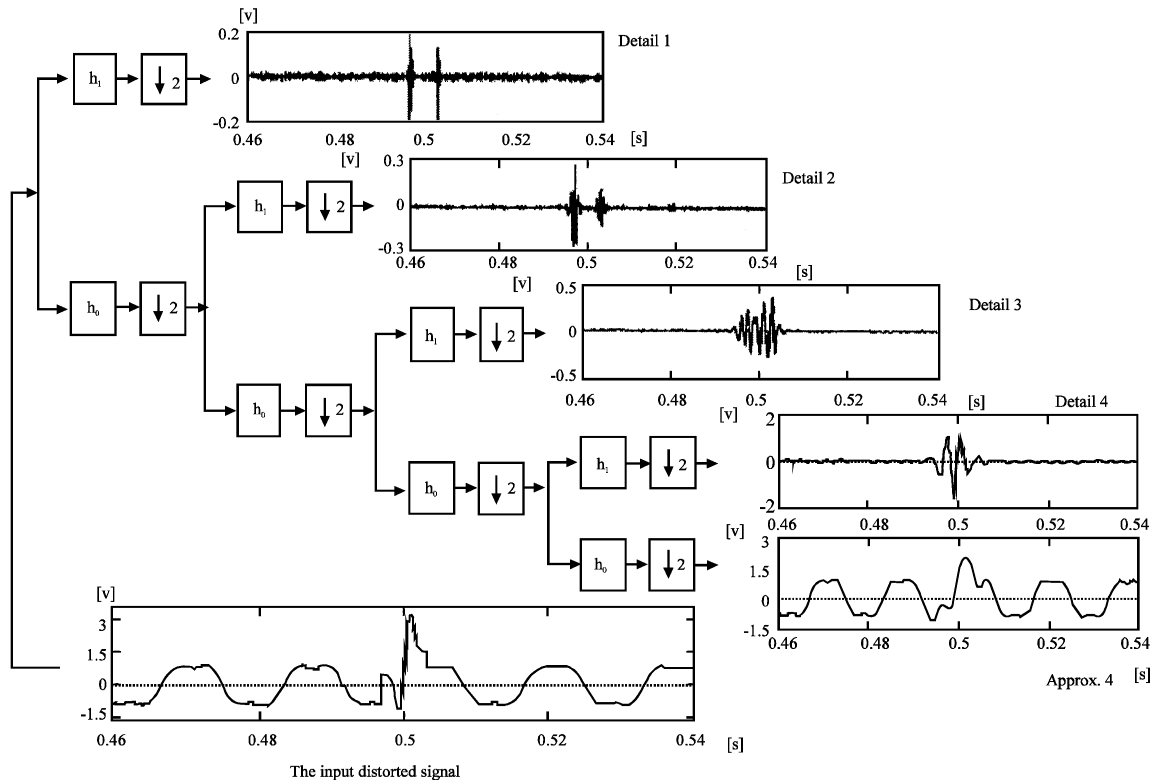 [v]
0.2
Detail 1
h1
2
0
-0.2
0.46 0.48 0.5 0.52 0.54 [s]
[v]
0.3
Detail 2
h1
2
0
-0.3
0.46 0.48 0.5 0.52 0.54
[s]
[v]
0.5
Detail 3
h0
2
h1
2
0
-0.5
0.46 0.48 0.5 0.52 0.54 [s]
Detail 4
[v]
2
h0
2
h1
2
0
-2
0.46 0.48 0.5 0.52 0.54
[v]
3
h0
2
h0
2
1.5
0
-1.5
0.46 0.48 0.5 0.52 0.54
Approx. 4 [s]
[v]
3
1.5
0
-1.5
0.46 0.48 0.5 0.52 0.54 [s]
The input distorted signal